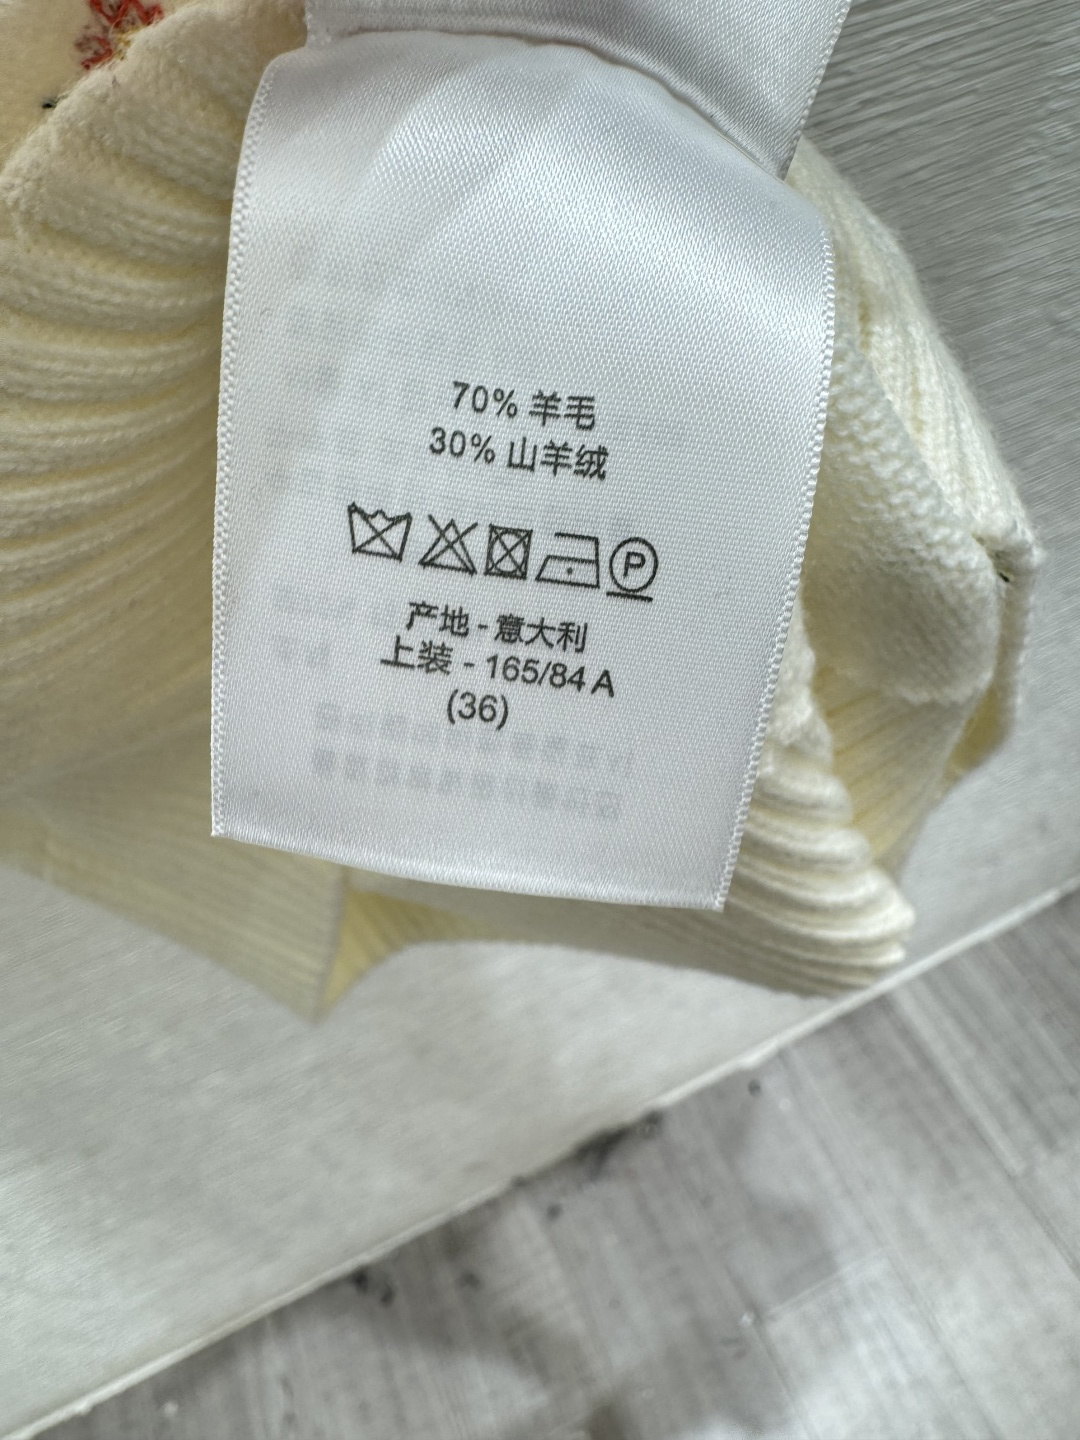 70% 羊毛
30% 山羊绒
P
产地 - 意大利
上装 - 165/84 A
(36)